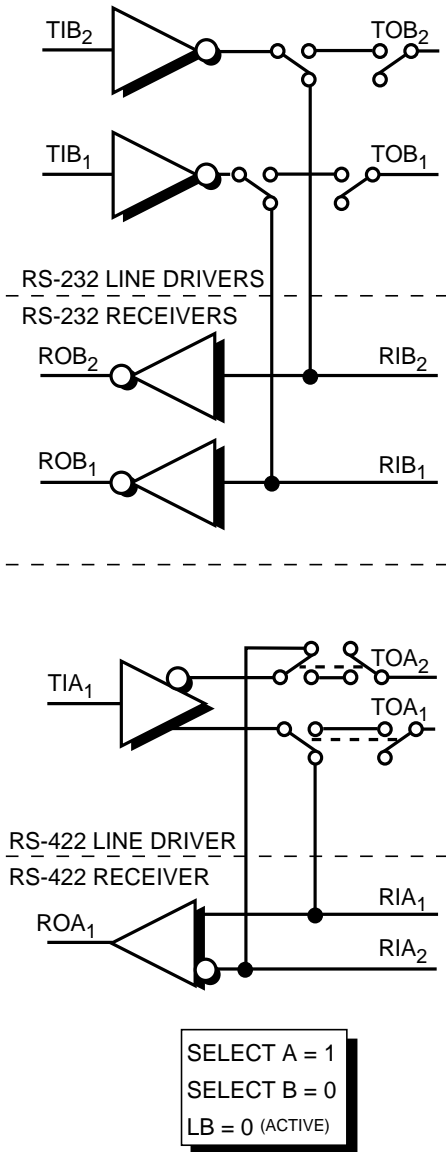 TIB2 TOB2
TIB1 TOB1
RS-232 LINE DRIVERS
RS-232 RECEIVERS
ROB2 RIB2
ROB1 RIB1
TIA1 TOA2
TOA1
RS-422 LINE DRIVER
RS-422 RECEIVER
ROA1 RIA1
RIA2
SELECT A = 1
SELECT B = 0
LB = 0 (ACTIVE)